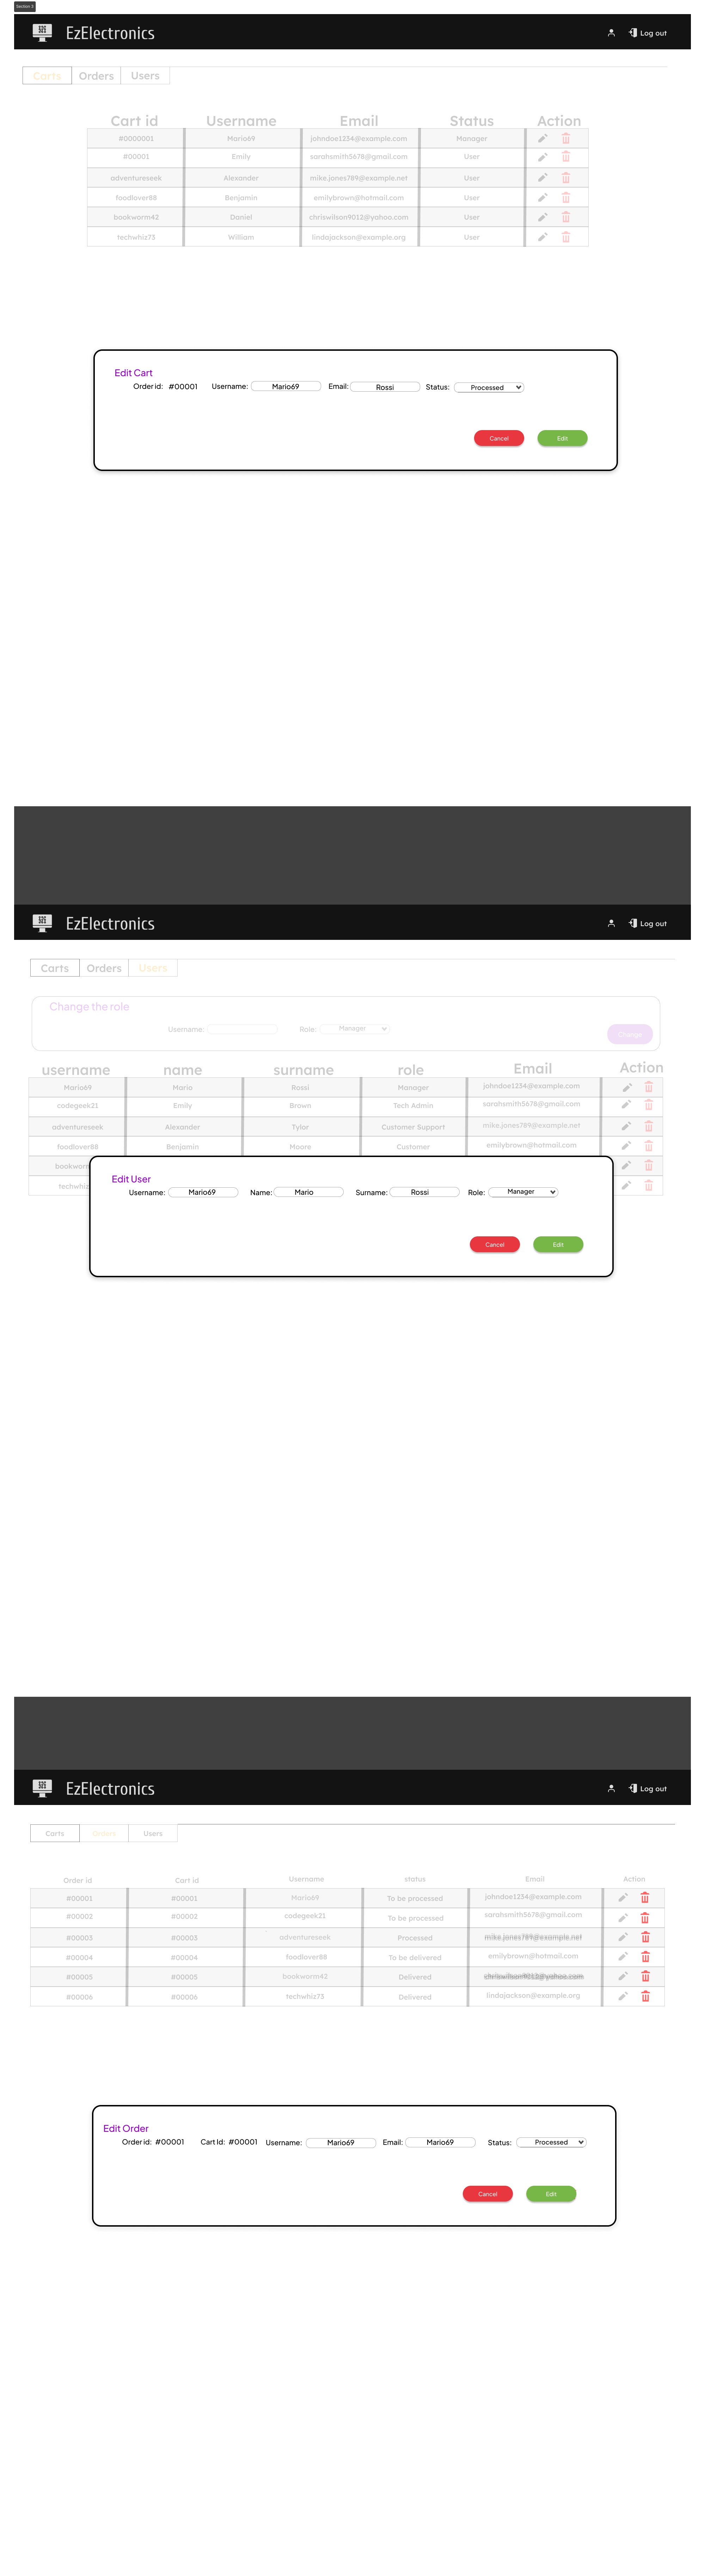 Section 3
EzElectronics Log out
Carts Orders Users
Cart id Username Email Status Action
#0000001 Mario69 johndoe1234@example.com Manager
#00001 Emily sarahsmith5678@gmail.com User
adventureseek Alexander mike.jones789@example.net User
foodlover88 Benjamin emilybrown@hotmail.com User
bookworm42 Daniel chriswilson9012@yahoo.com User
techwhiz73 William lindajackson@example.org User
Edit Cart
Order id: #00001 Username: Mario69 Email: Rossi Status: Processed
Cancel Edit
EzElectronics Log out
Carts Orders Users
Change the role
Username: Role: Manager
Change
username name surname role Email Action
Mario69 Mario Rossi Manager johndoe1234@example.com
codegeek21 Emily Brown Tech Admin sarahsmith5678@gmail.com
adventureseek Alexander Tylor Customer Support mike.jones789@example.net
foodlover88 Benjamin Moore Customer emilybrown@hotmail.com
bookworm
techwhiz
Edit User
Username: Mario69 Name: Mario Surname: Rossi Role: Manager
Cancel Edit
EzElectronics Log out
Carts Orders Users
Order id Cart id Username status Email Action
#00001 #00001 Mario69 To be processed johndoe1234@example.com
#00002 #00002 codegeek21 To be processed sarahsmith5678@gmail.com
#00003 #00003 adventureseek Processed mike.jones789@example.net
#00004 #00004 foodlover88 To be delivered emilybrown@hotmail.com
#00005 #00005 bookworm42 Delivered chriswilson9012@yahoo.com
#00006 #00006 techwhiz73 Delivered lindajackson@example.org
Edit Order
Order id: #00001 Cart Id: #00001 Username: Mario69 Email: Mario69 Status: Processed
Cancel Edit